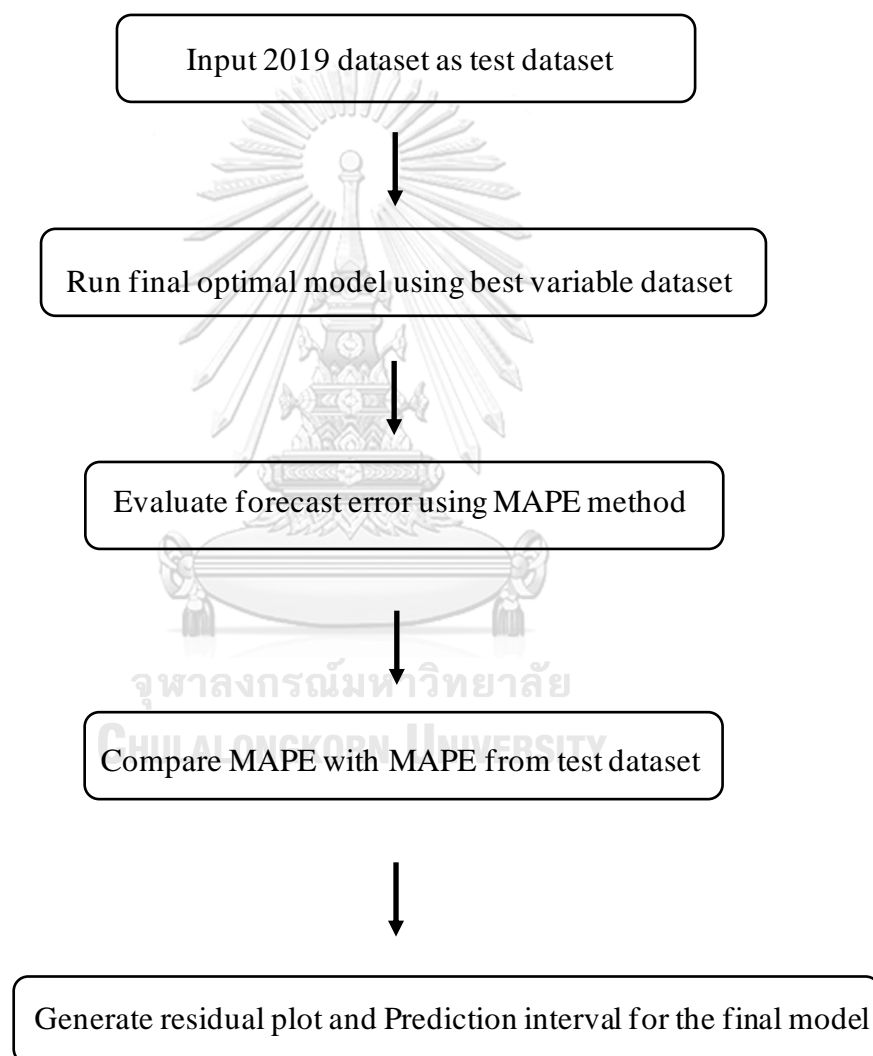 Input 2019 dataset as test dataset
Run final optimal model using best variable dataset
Evaluate forecast error using MAPE method
จุฬาลงกรณ์มหาวิทยาลัย
CHULALONGKORN UNIVERSITY
Compare MAPE with MAPE from test dataset
Generate residual plot and Prediction interval for the final model